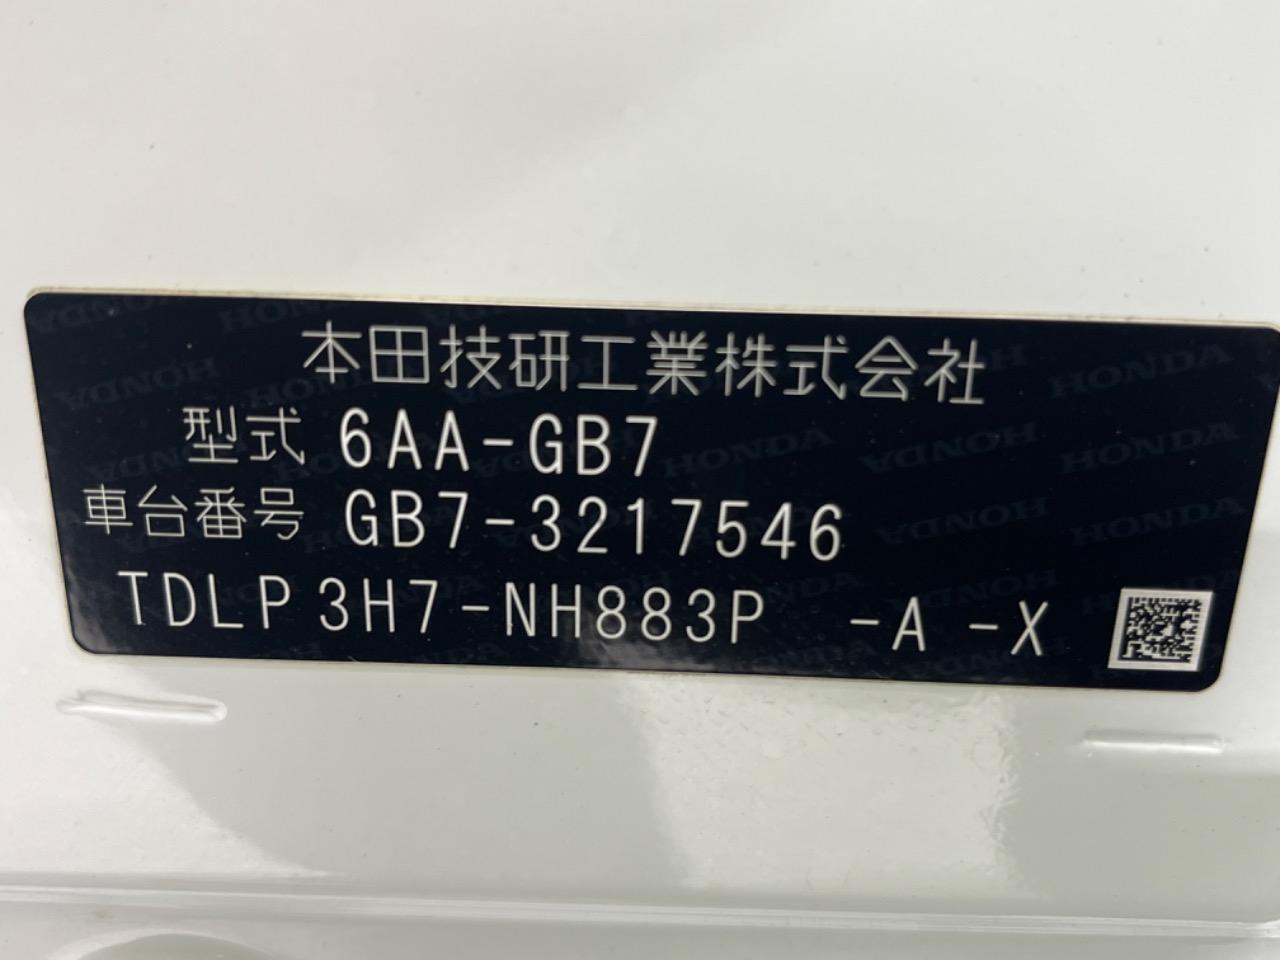 本田技研工業株式会社
型式 6AA-GB7
車台番号 GB7-3217546
TDLP3H7-NH883P -A -X